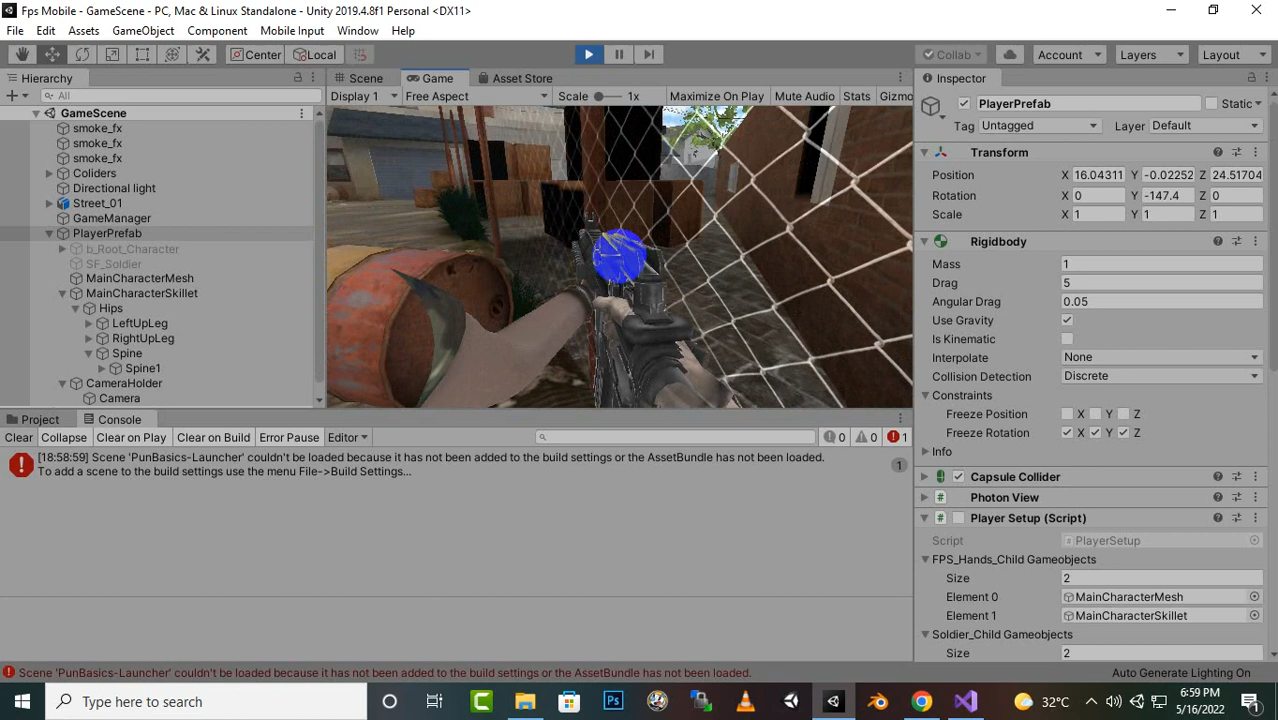 Fps Mobile - GameScene - PC, Mac & Linux Standalone - Unity 2019.4.8f1 Personal <DX11>
File Edit Assets GameObject Component Mobile Input Window Help
Center Local Collab Account Layers Layout
Hierarchy Scene Game Asset Store Inspector
All Display 1 Free Aspect Scale 1x Maximize On Play Mute Audio Stats Gizmo
GameScene
smoke_fx
smoke_fx
smoke_fx
Coliders
Directional light
Street_01
GameManager
PlayerPrefab
b_Root_Character
SF_Soldier
MainCharacterMesh
MainCharacterSkillet
Hips
LeftUpLeg
RightUpLeg
Spine
Spine1
CameraHolder
Camera
PlayerPrefab Static
Tag Untagged Layer Default
Transform
Position X 16.04311 Y -0.02252 Z 24.51704
Rotation X 0 Y -147.4 Z 0
Scale X 1 Y 1 Z 1
Rigidbody
Mass 1
Drag 5
Angular Drag 0.05
Use Gravity
Is Kinematic
Interpolate None
Collision Detection Discrete
Constraints
Freeze Position X Y Z
Freeze Rotation X Y Z
Info
Capsule Collider
Photon View
Player Setup (Script)
Script PlayerSetup
FPS_Hands_Child Gameobjects
Size 2
Element 0 MainCharacterMesh
Element 1 MainCharacterSkillet
Soldier_Child Gameobjects
Size 2
Project Console
Clear Collapse Clear on Play Clear on Build Error Pause Editor 0 0 1
[18:58:59] Scene 'PunBasics-Launcher' couldn't be loaded because it has not been added to the build settings or the AssetBundle has not been loaded.
To add a scene to the build settings use the menu File->Build Settings...
1
Scene 'PunBasics-Launcher' couldn't be loaded because it has not been added to the build settings or the AssetBundle has not been loaded.
Auto Generate Lighting On
Type here to search
32°C
6:59 PM
5/16/2022
1